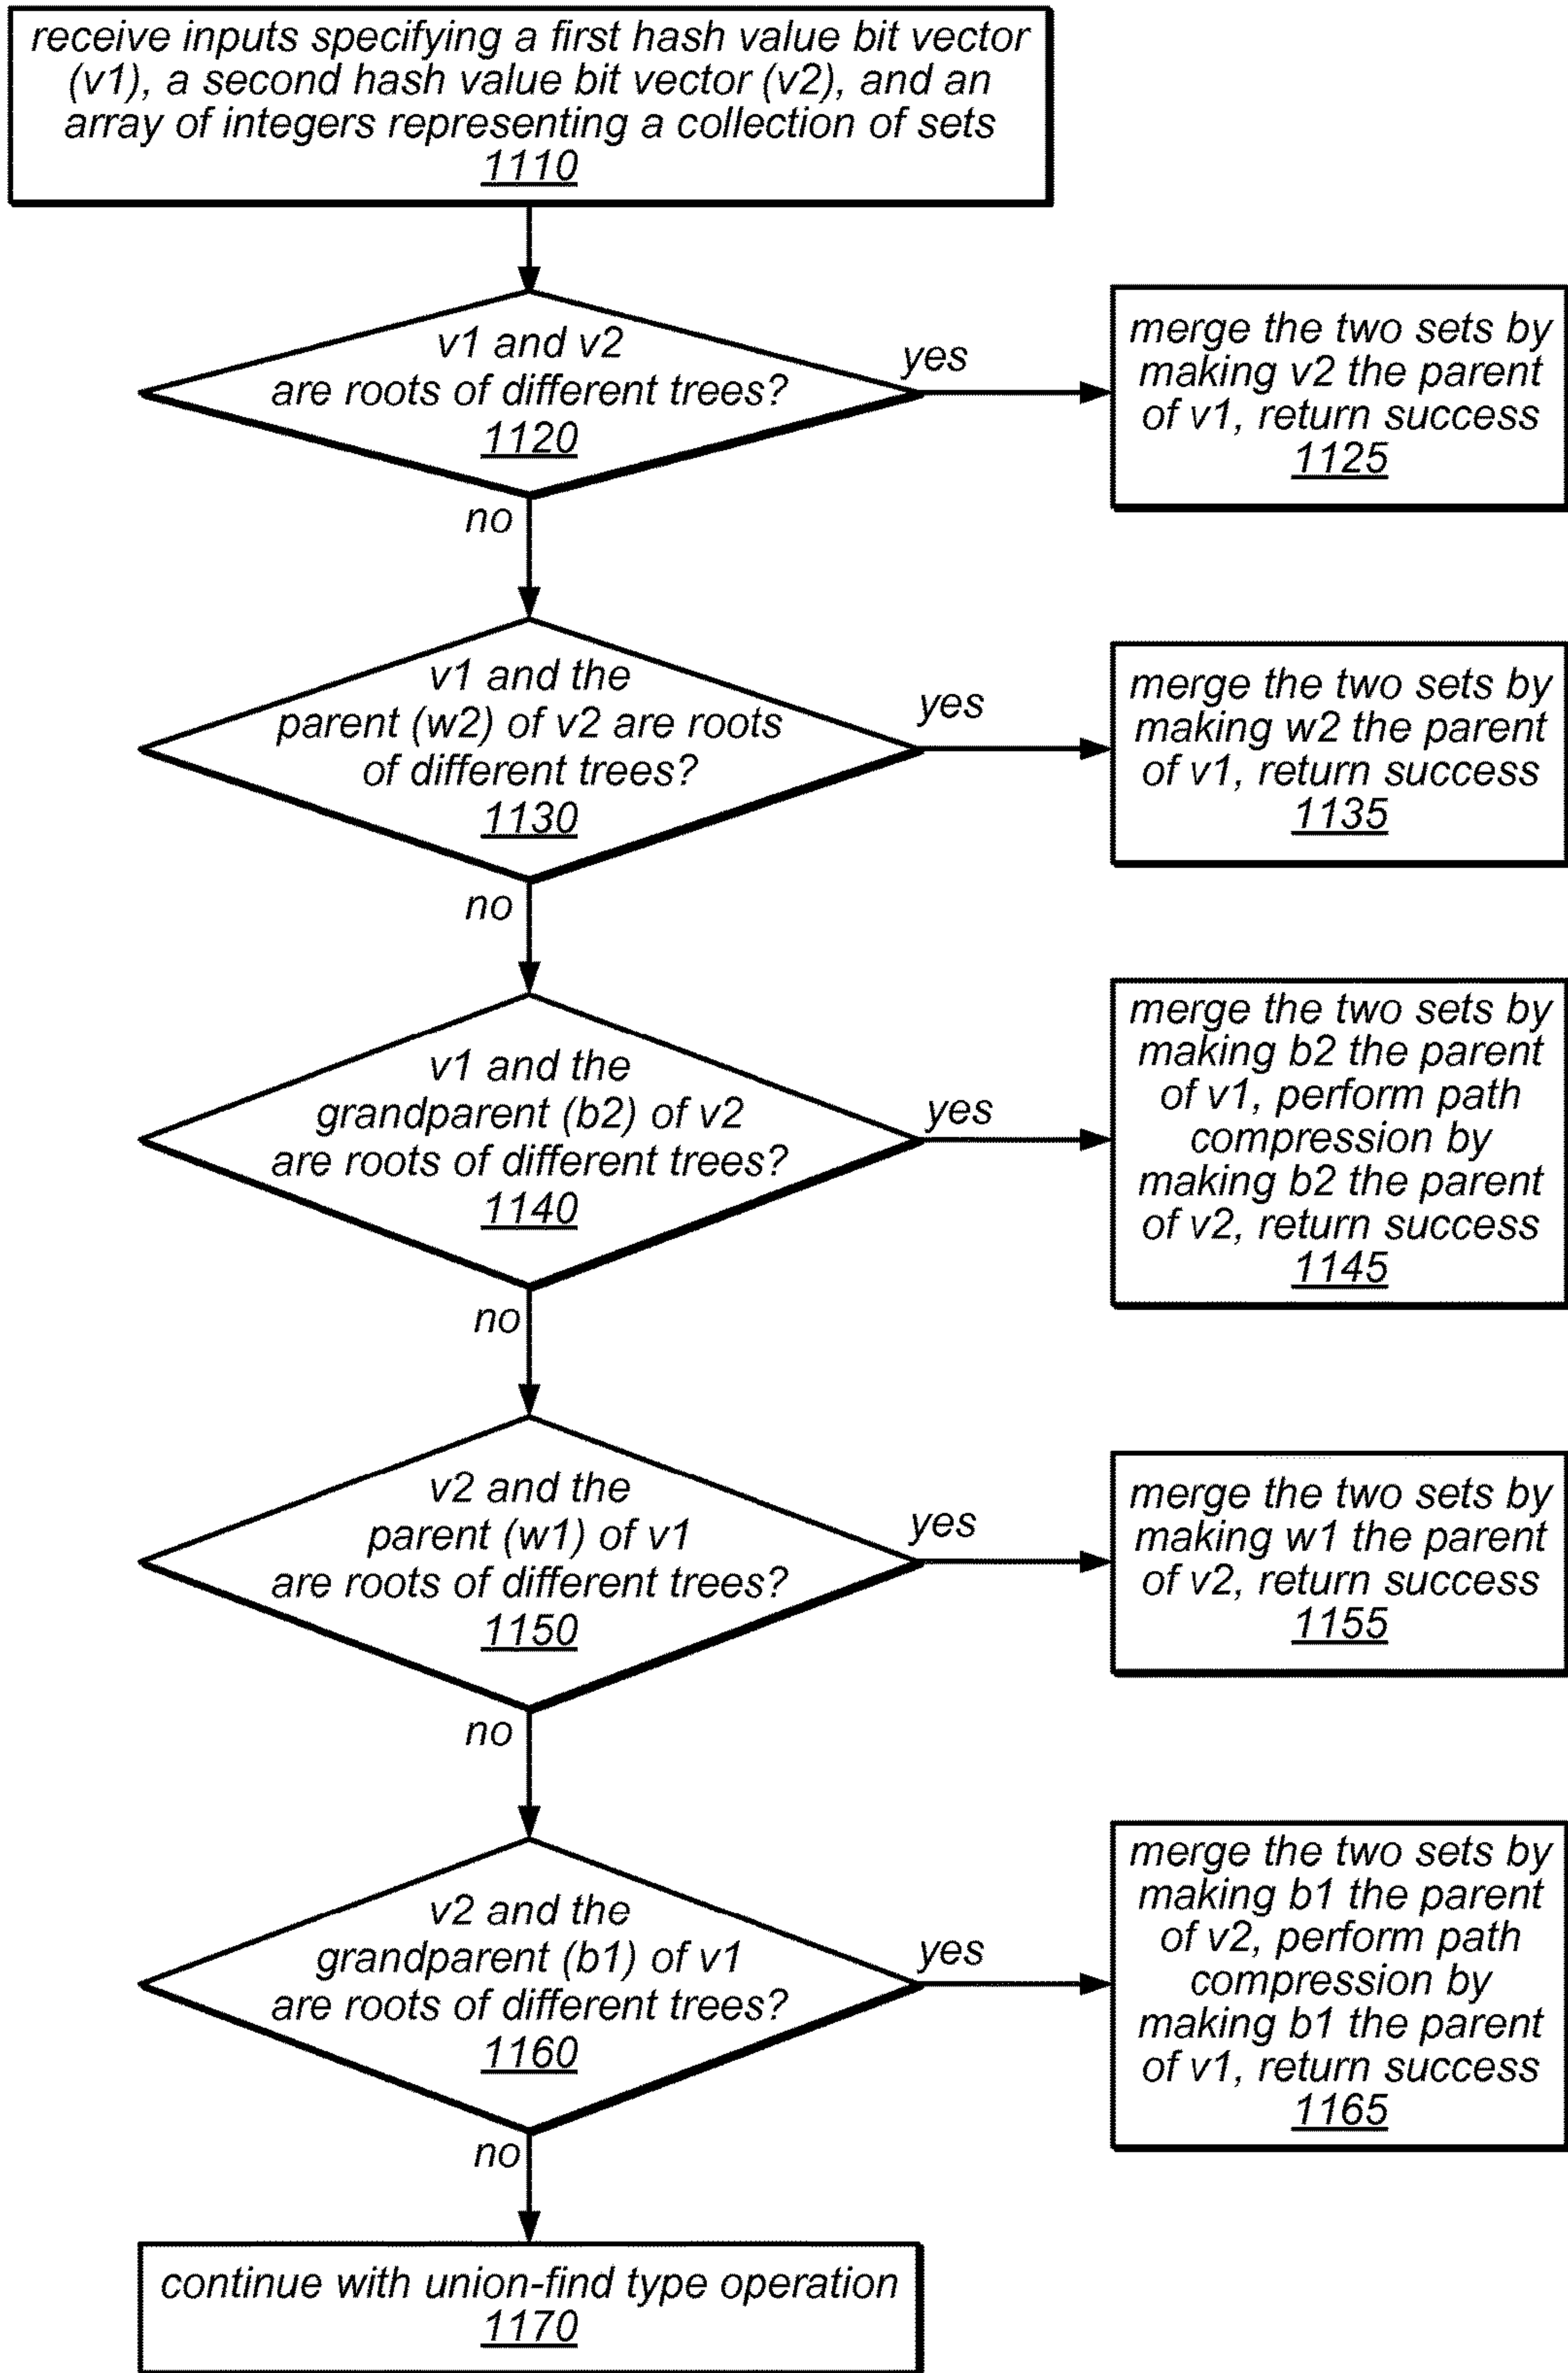 receive inputs specifying a first hash value bit vector
(v1), a second hash value bit vector (v2), and an
array of integers representing a collection of sets
1110
v1 and v2
are roots of different trees?
1120
yes
merge the two sets by
making v2 the parent
of v1, return success
1125
no
v1 and the
parent (w2) of v2 are roots
of different trees?
1130
yes
merge the two sets by
making w2 the parent
of v1, return success
1135
no
v1 and the
grandparent (b2) of v2
are roots of different trees?
1140
yes
merge the two sets by
making b2 the parent
of v1, perform path
compression by
making b2 the parent
of v2, return success
1145
no
v2 and the
parent (w1) of v1
are roots of different trees?
1150
yes
merge the two sets by
making w1 the parent
of v2, return success
1155
no
v2 and the
grandparent (b1) of v1
are roots of different trees?
1160
yes
merge the two sets by
making b1 the parent
of v2, perform path
compression by
making b1 the parent
of v1, return success
1165
no
continue with union-find type operation
1170